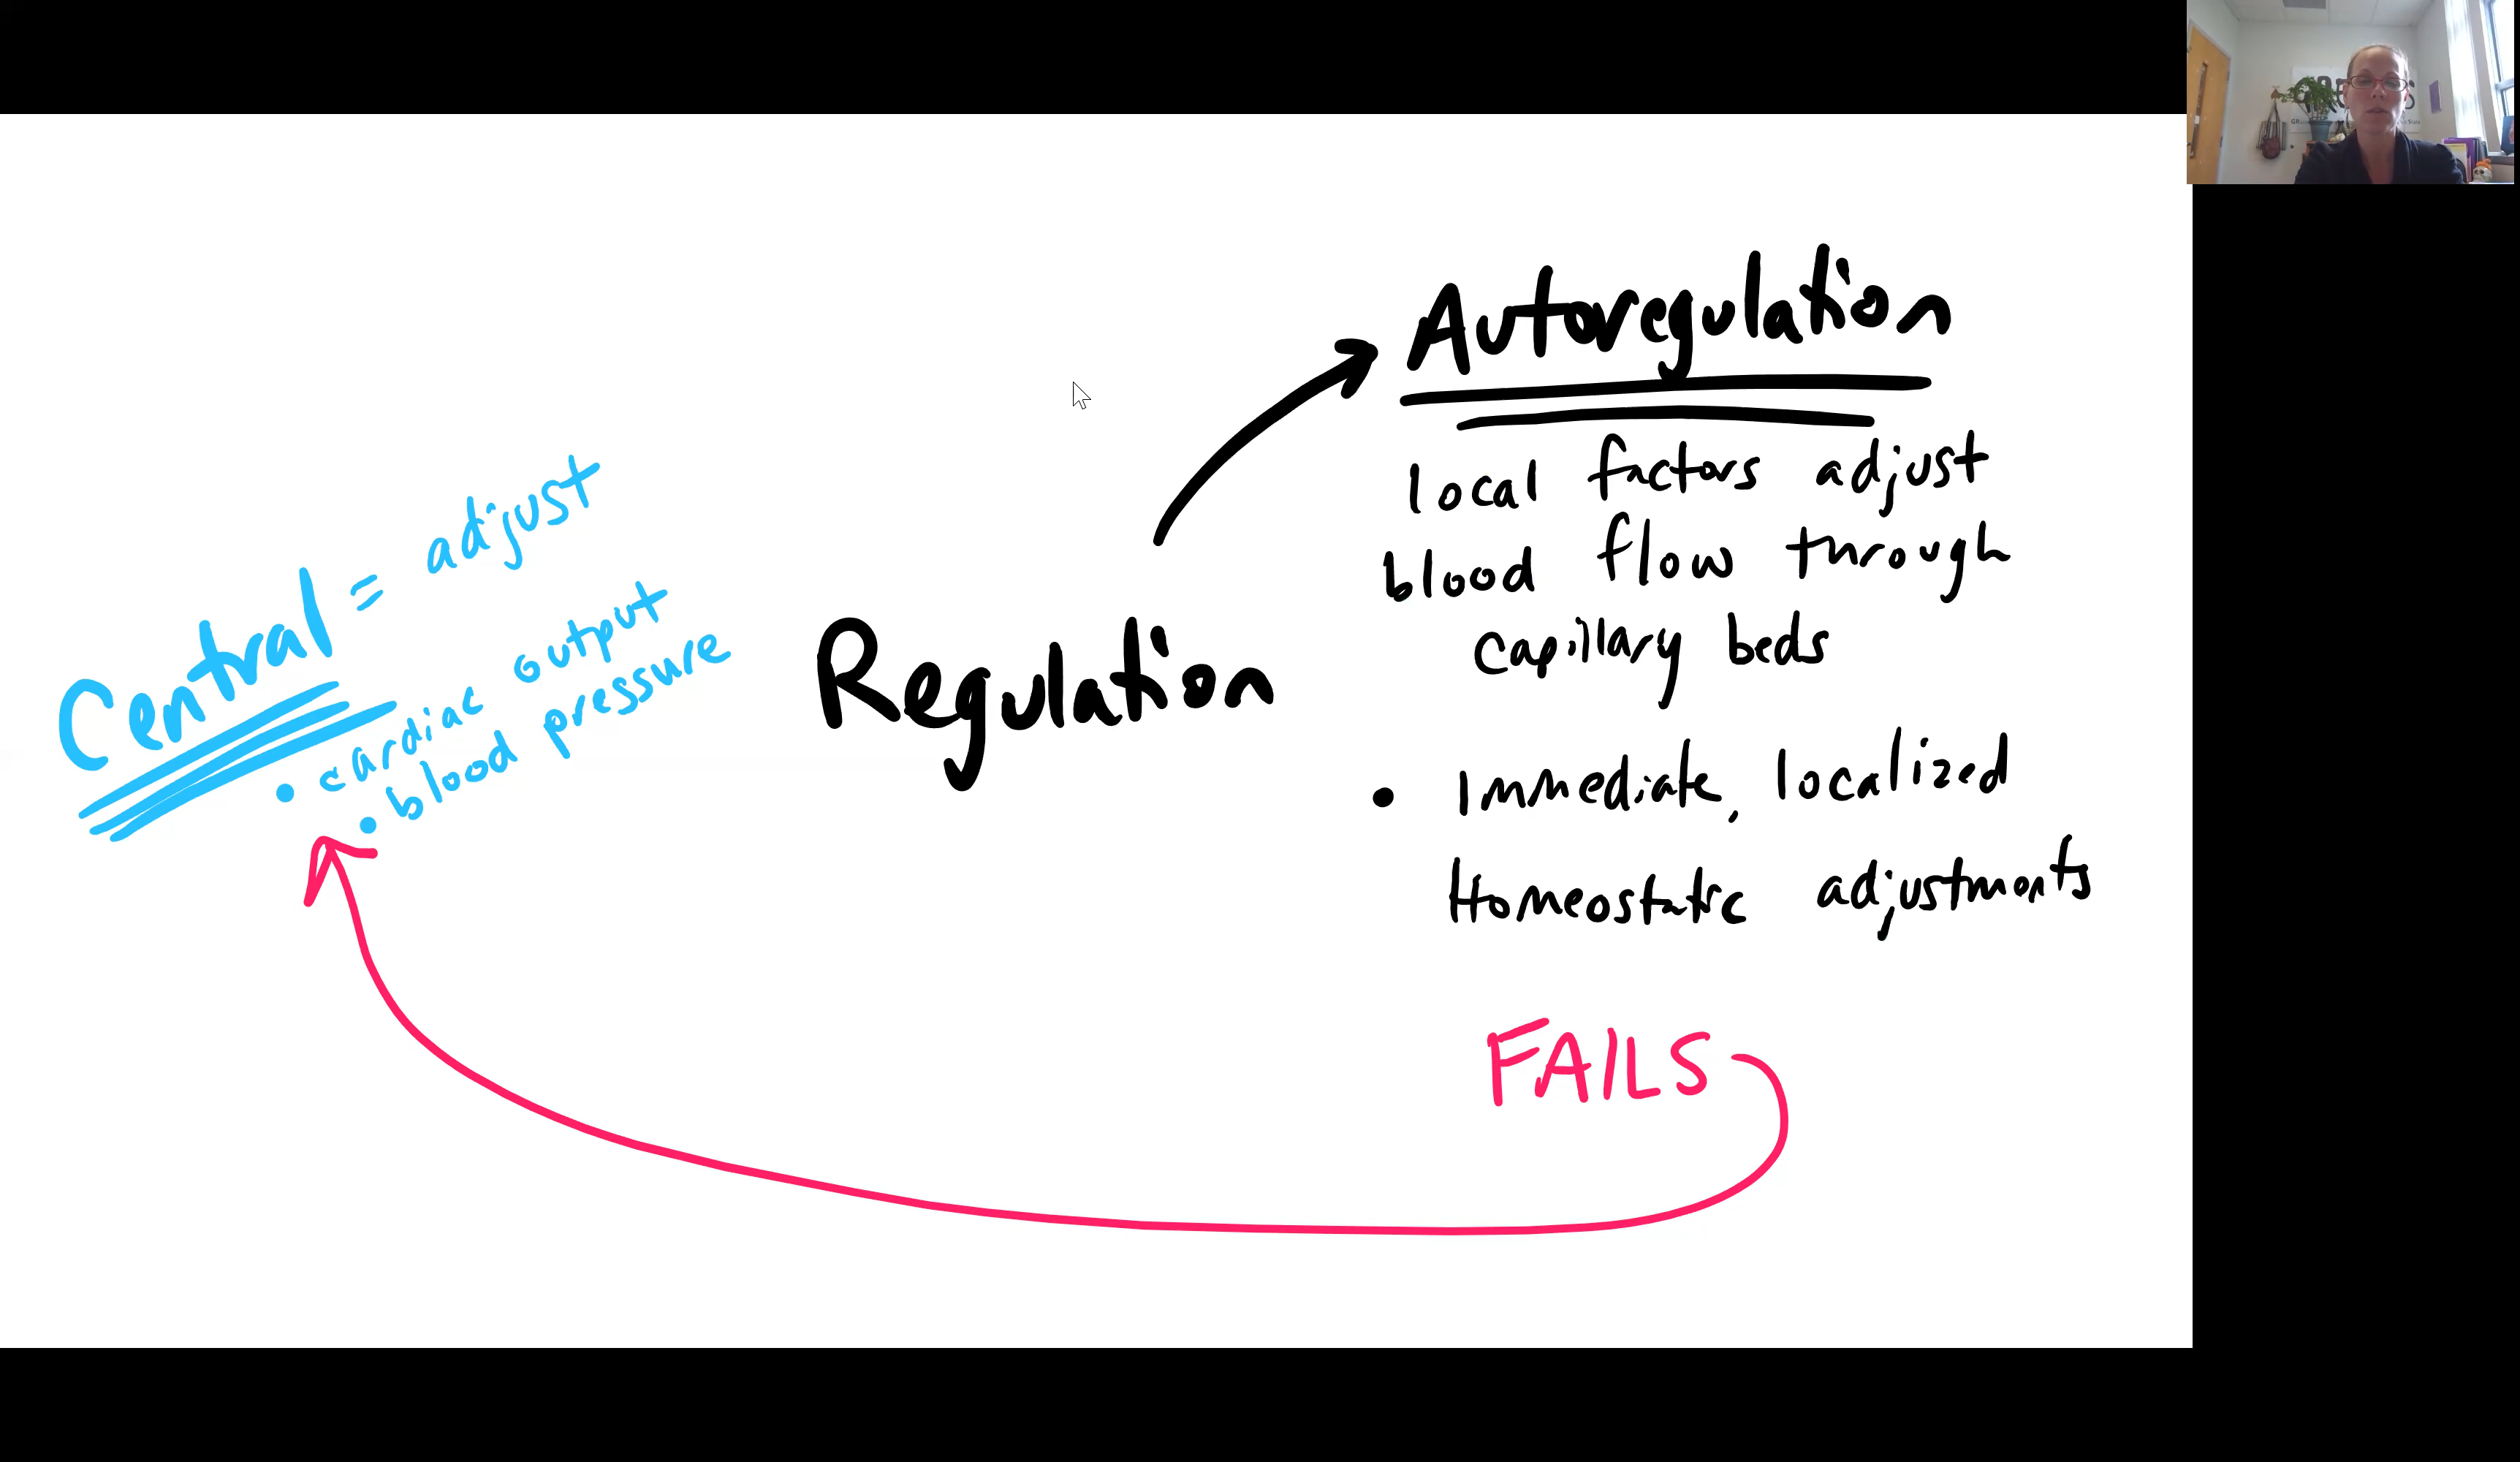 Autoregulation
local factors adjust
blood flow through
capillary beds
• Immediate, localized
Homeostatic adjustments
FAILS
Regulation
Central = adjust
• cardiac output
• blood pressure